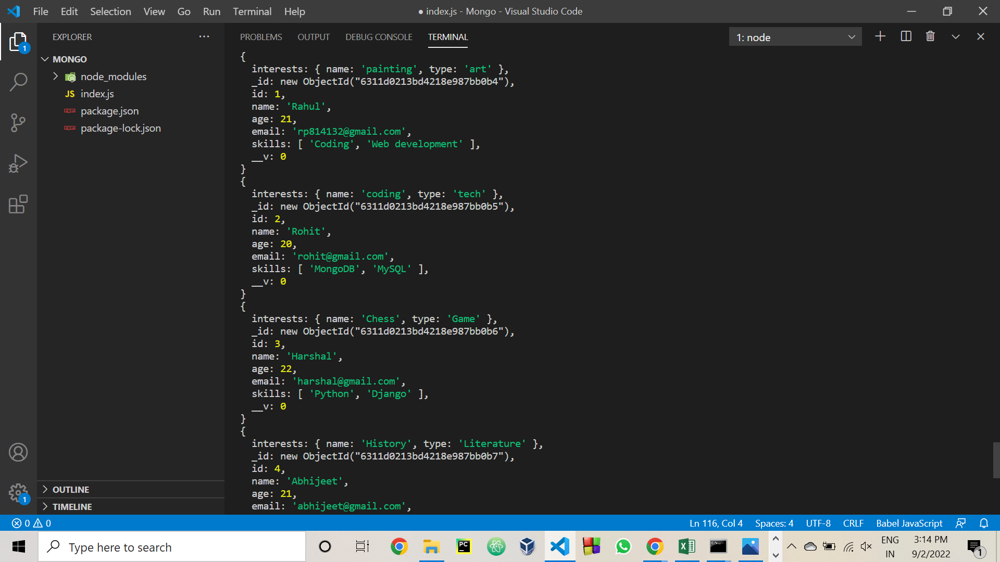 File Edit Selection View Go Run Terminal Help
● index.js - Mongo - Visual Studio Code
1
EXPLORER
MONGO
node_modules
JS index.js
package.json
package-lock.json
OUTLINE
TIMELINE
1
PROBLEMS OUTPUT DEBUG CONSOLE TERMINAL
1: node
{
interests: { name: 'painting', type: 'art' },
_id: new ObjectId("6311d0213bd4218e987bb0b4"),
id: 1,
name: 'Rahul',
age: 21,
email: 'rp814132@gmail.com',
skills: [ 'Coding', 'Web development' ],
__v: 0
}
{
interests: { name: 'coding', type: 'tech' },
_id: new ObjectId("6311d0213bd4218e987bb0b5"),
id: 2,
name: 'Rohit',
age: 20,
email: 'rohit@gmail.com',
skills: [ 'MongoDB', 'MySQL' ],
__v: 0
}
{
interests: { name: 'Chess', type: 'Game' },
_id: new ObjectId("6311d0213bd4218e987bb0b6"),
id: 3,
name: 'Harshal',
age: 22,
email: 'harshal@gmail.com',
skills: [ 'Python', 'Django' ],
__v: 0
}
{
interests: { name: 'History', type: 'Literature' },
_id: new ObjectId("6311d0213bd4218e987bb0b7"),
id: 4,
name: 'Abhijeet',
age: 21,
email: 'abhijeet@gmail.com',
0 0
Ln 116, Col 4 Spaces: 4 UTF-8 CRLF Babel JavaScript
Type here to search
PC
ENG
IN
3:14 PM
9/2/2022
1